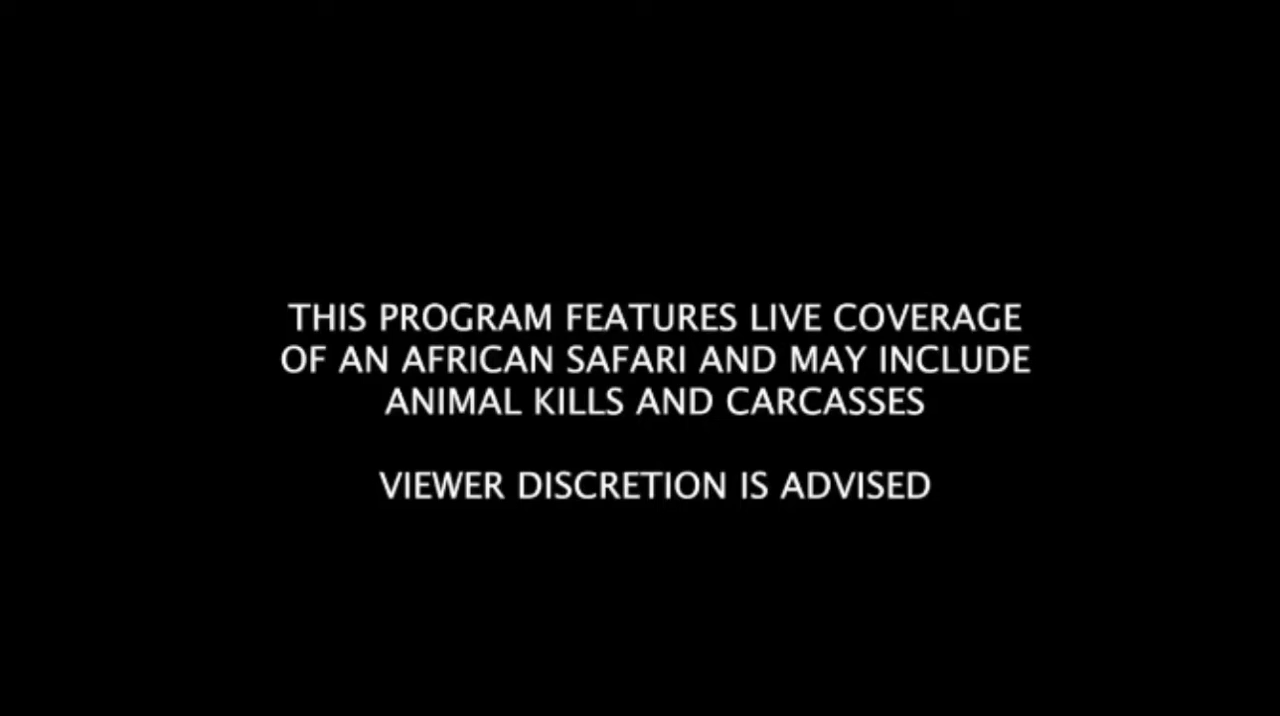 THIS PROGRAM FEATURES LIVE COVERAGE
OF AN AFRICAN SAFARI AND MAY INCLUDE
ANIMAL KILLS AND CARCASSES
VIEWER DISCRETION IS ADVISED